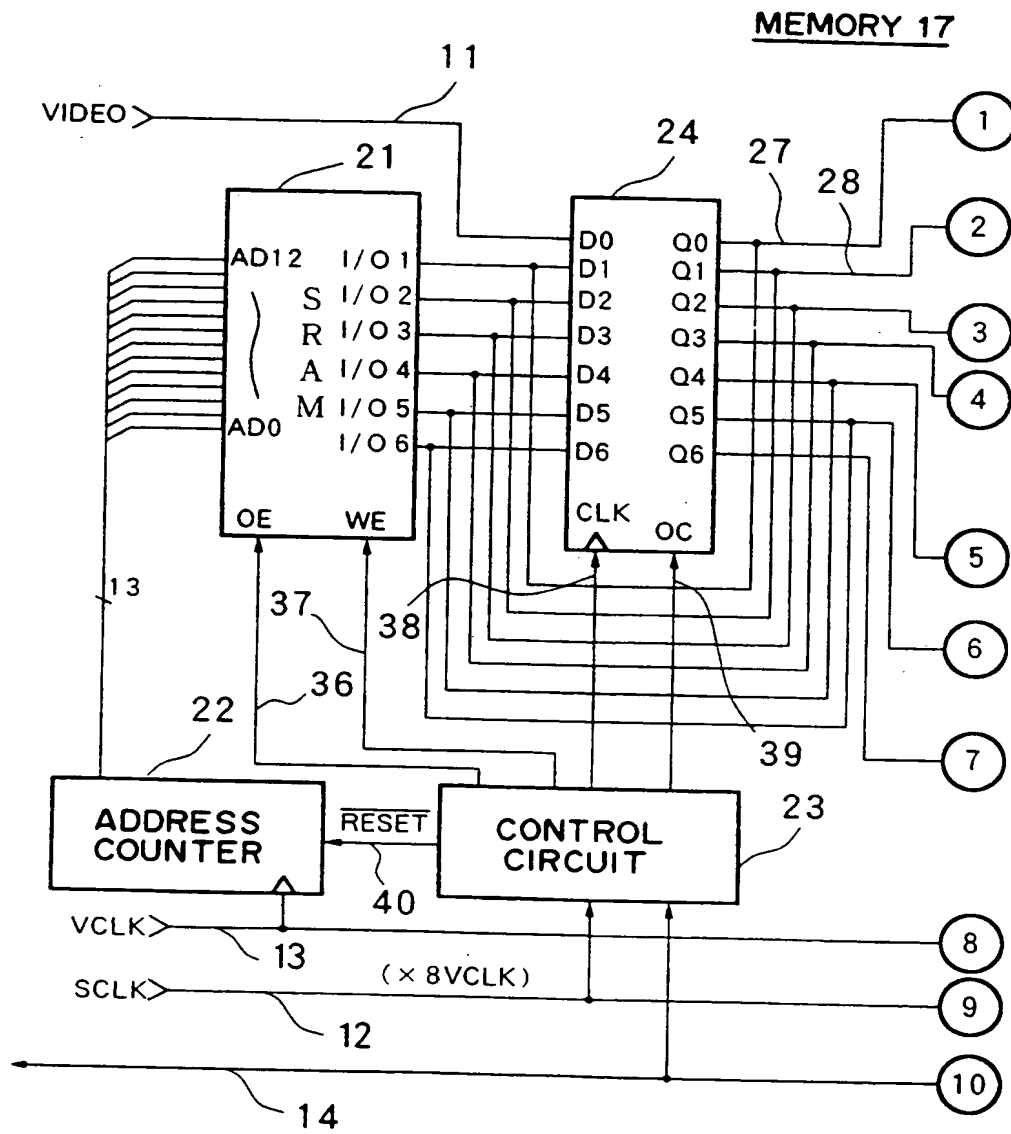 MEMORY 17
VIDEO
11
21
24
27
28
1
2
3
4
5
6
7
8
9
10
AD12
AD0
I/O 1
I/O 2
I/O 3
I/O 4
I/O 5
I/O 6
S
R
A
M
OE
WE
D0
D1
D2
D3
D4
D5
D6
Q0
Q1
Q2
Q3
Q4
Q5
Q6
CLK
OC
13
37
36
38
39
22
ADDRESS
COUNTER
RESET
40
CONTROL
CIRCUIT
23
VCLK
13
(×8VCLK)
SCLK
12
14